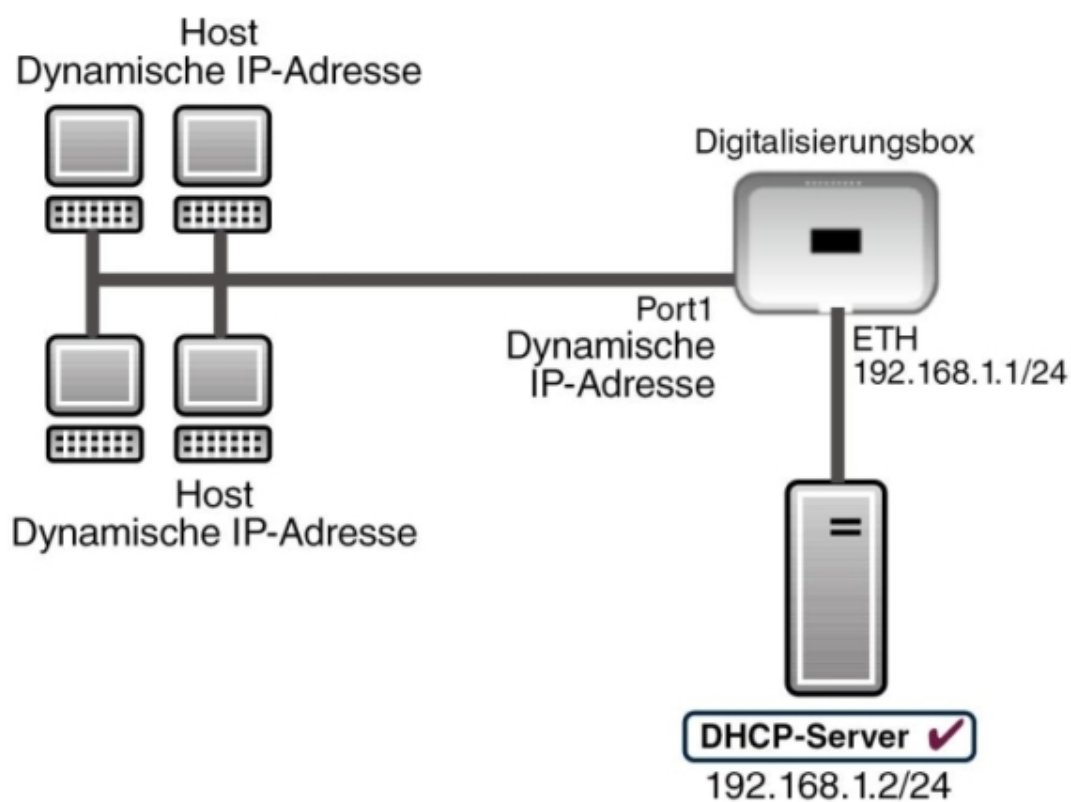 Host
Dynamische IP-Adresse
Digitalisierungsbox
Port1
Dynamische
IP-Adresse
ETH
192.168.1.1/24
Host
Dynamische IP-Adresse
DHCP-Server
192.168.1.2/24